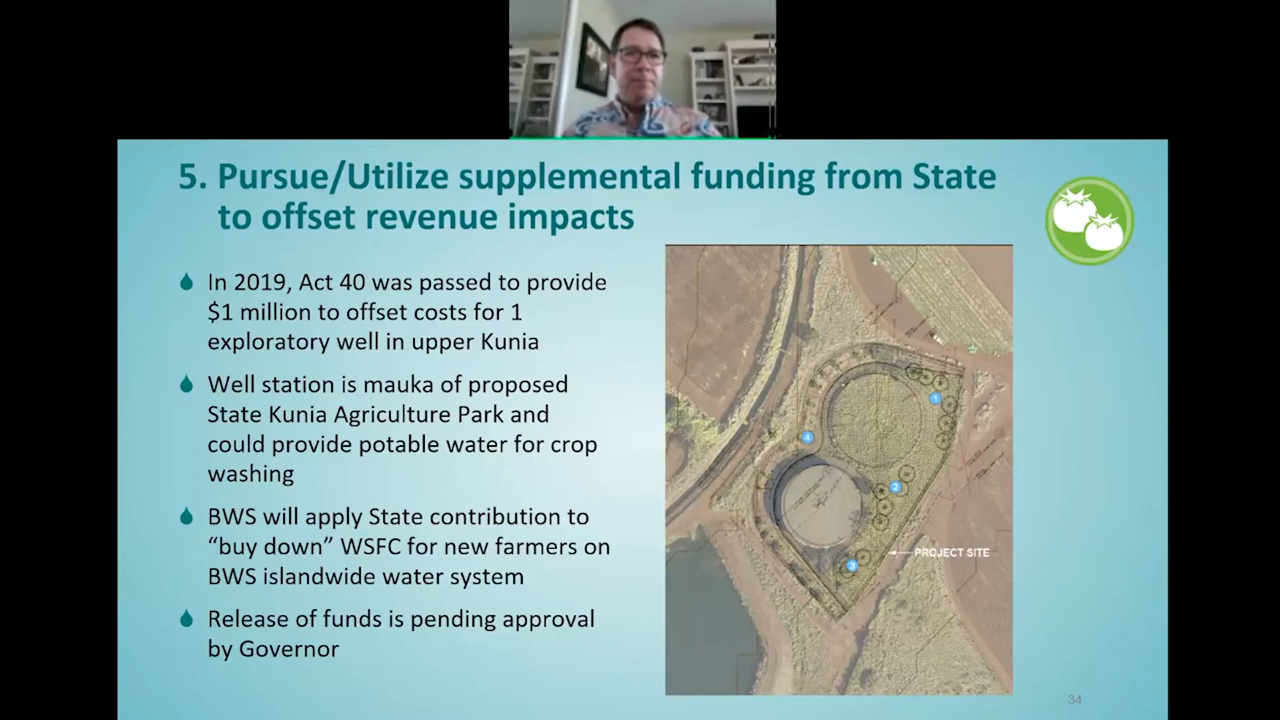 5. Pursue/Utilize supplemental funding from State
to offset revenue impacts
In 2019, Act 40 was passed to provide
$1 million to offset costs for 1
exploratory well in upper Kunia
Well station is mauka of proposed
State Kunia Agriculture Park and
could provide potable water for crop
washing
BWS will apply State contribution to
“buy down” WSFC for new farmers on
BWS islandwide water system
Release of funds is pending approval
by Governor
1
4
2
3
PROJECT SITE
34